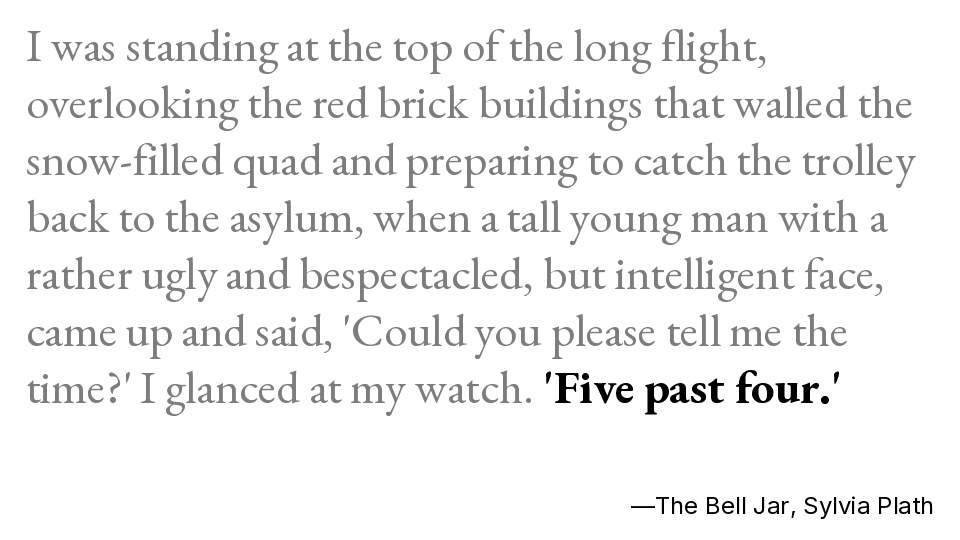 I was standing at the top of the long flight,
overlooking the red brick buildings that walled the
snow-filled quad and preparing to catch the trolley
back to the asylum, when a tall young man with a
rather ugly and bespectacled, but intelligent face,
came up and said, 'Could you please tell me the
time?' I glanced at my watch. 'Five past four.'
—The Bell Jar, Sylvia Plath